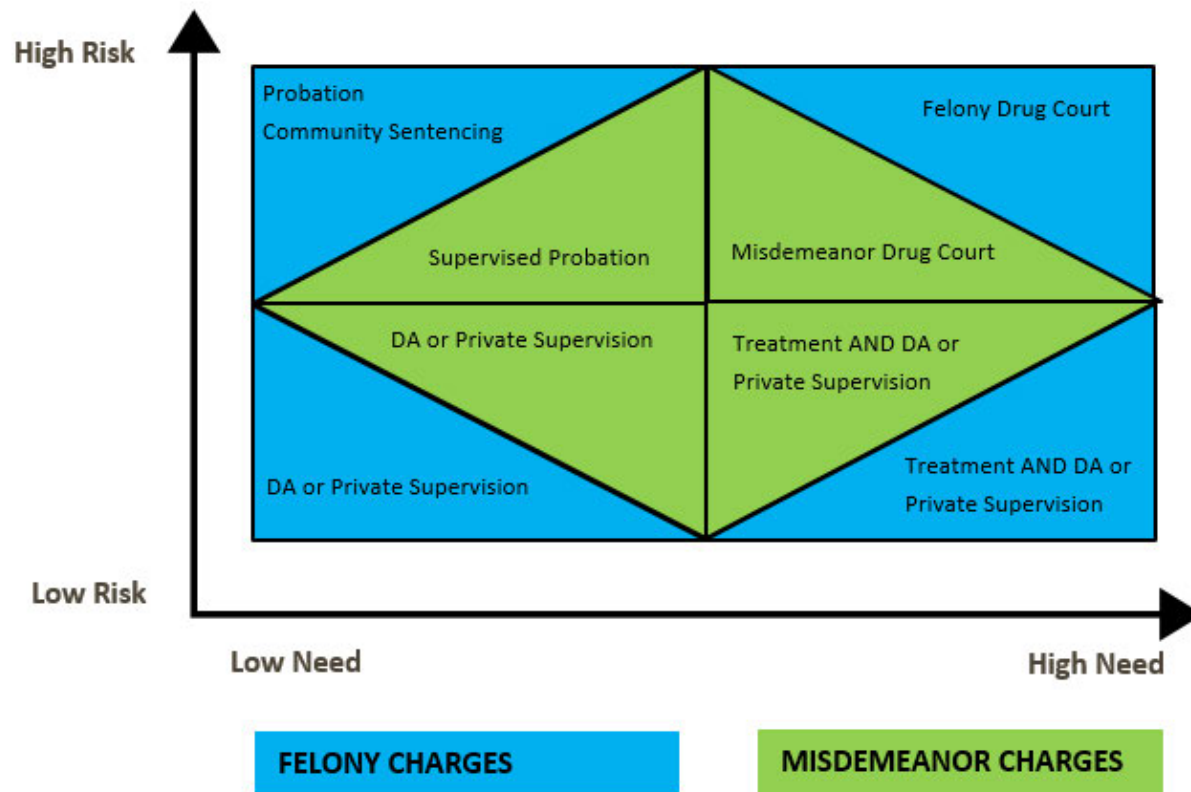 High Risk
Probation
Community Sentencing
Felony Drug Court
Supervised Probation
Misdemeanor Drug Court
DA or Private Supervision
Treatment AND DA or
Private Supervision
DA or Private Supervision
Treatment AND DA or
Private Supervision
Low Risk
Low Need
High Need
FELONY CHARGES
MISDEMEANOR CHARGES